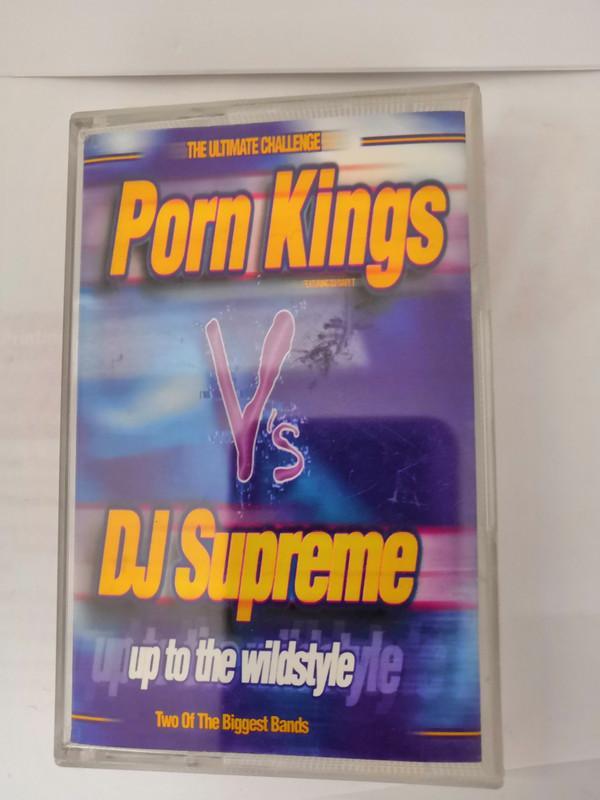 THE ULTIMATE CHALLENGE
Porn Kings
V's
DJ Supreme
up to the wildstyle
Two Of The Biggest Bands